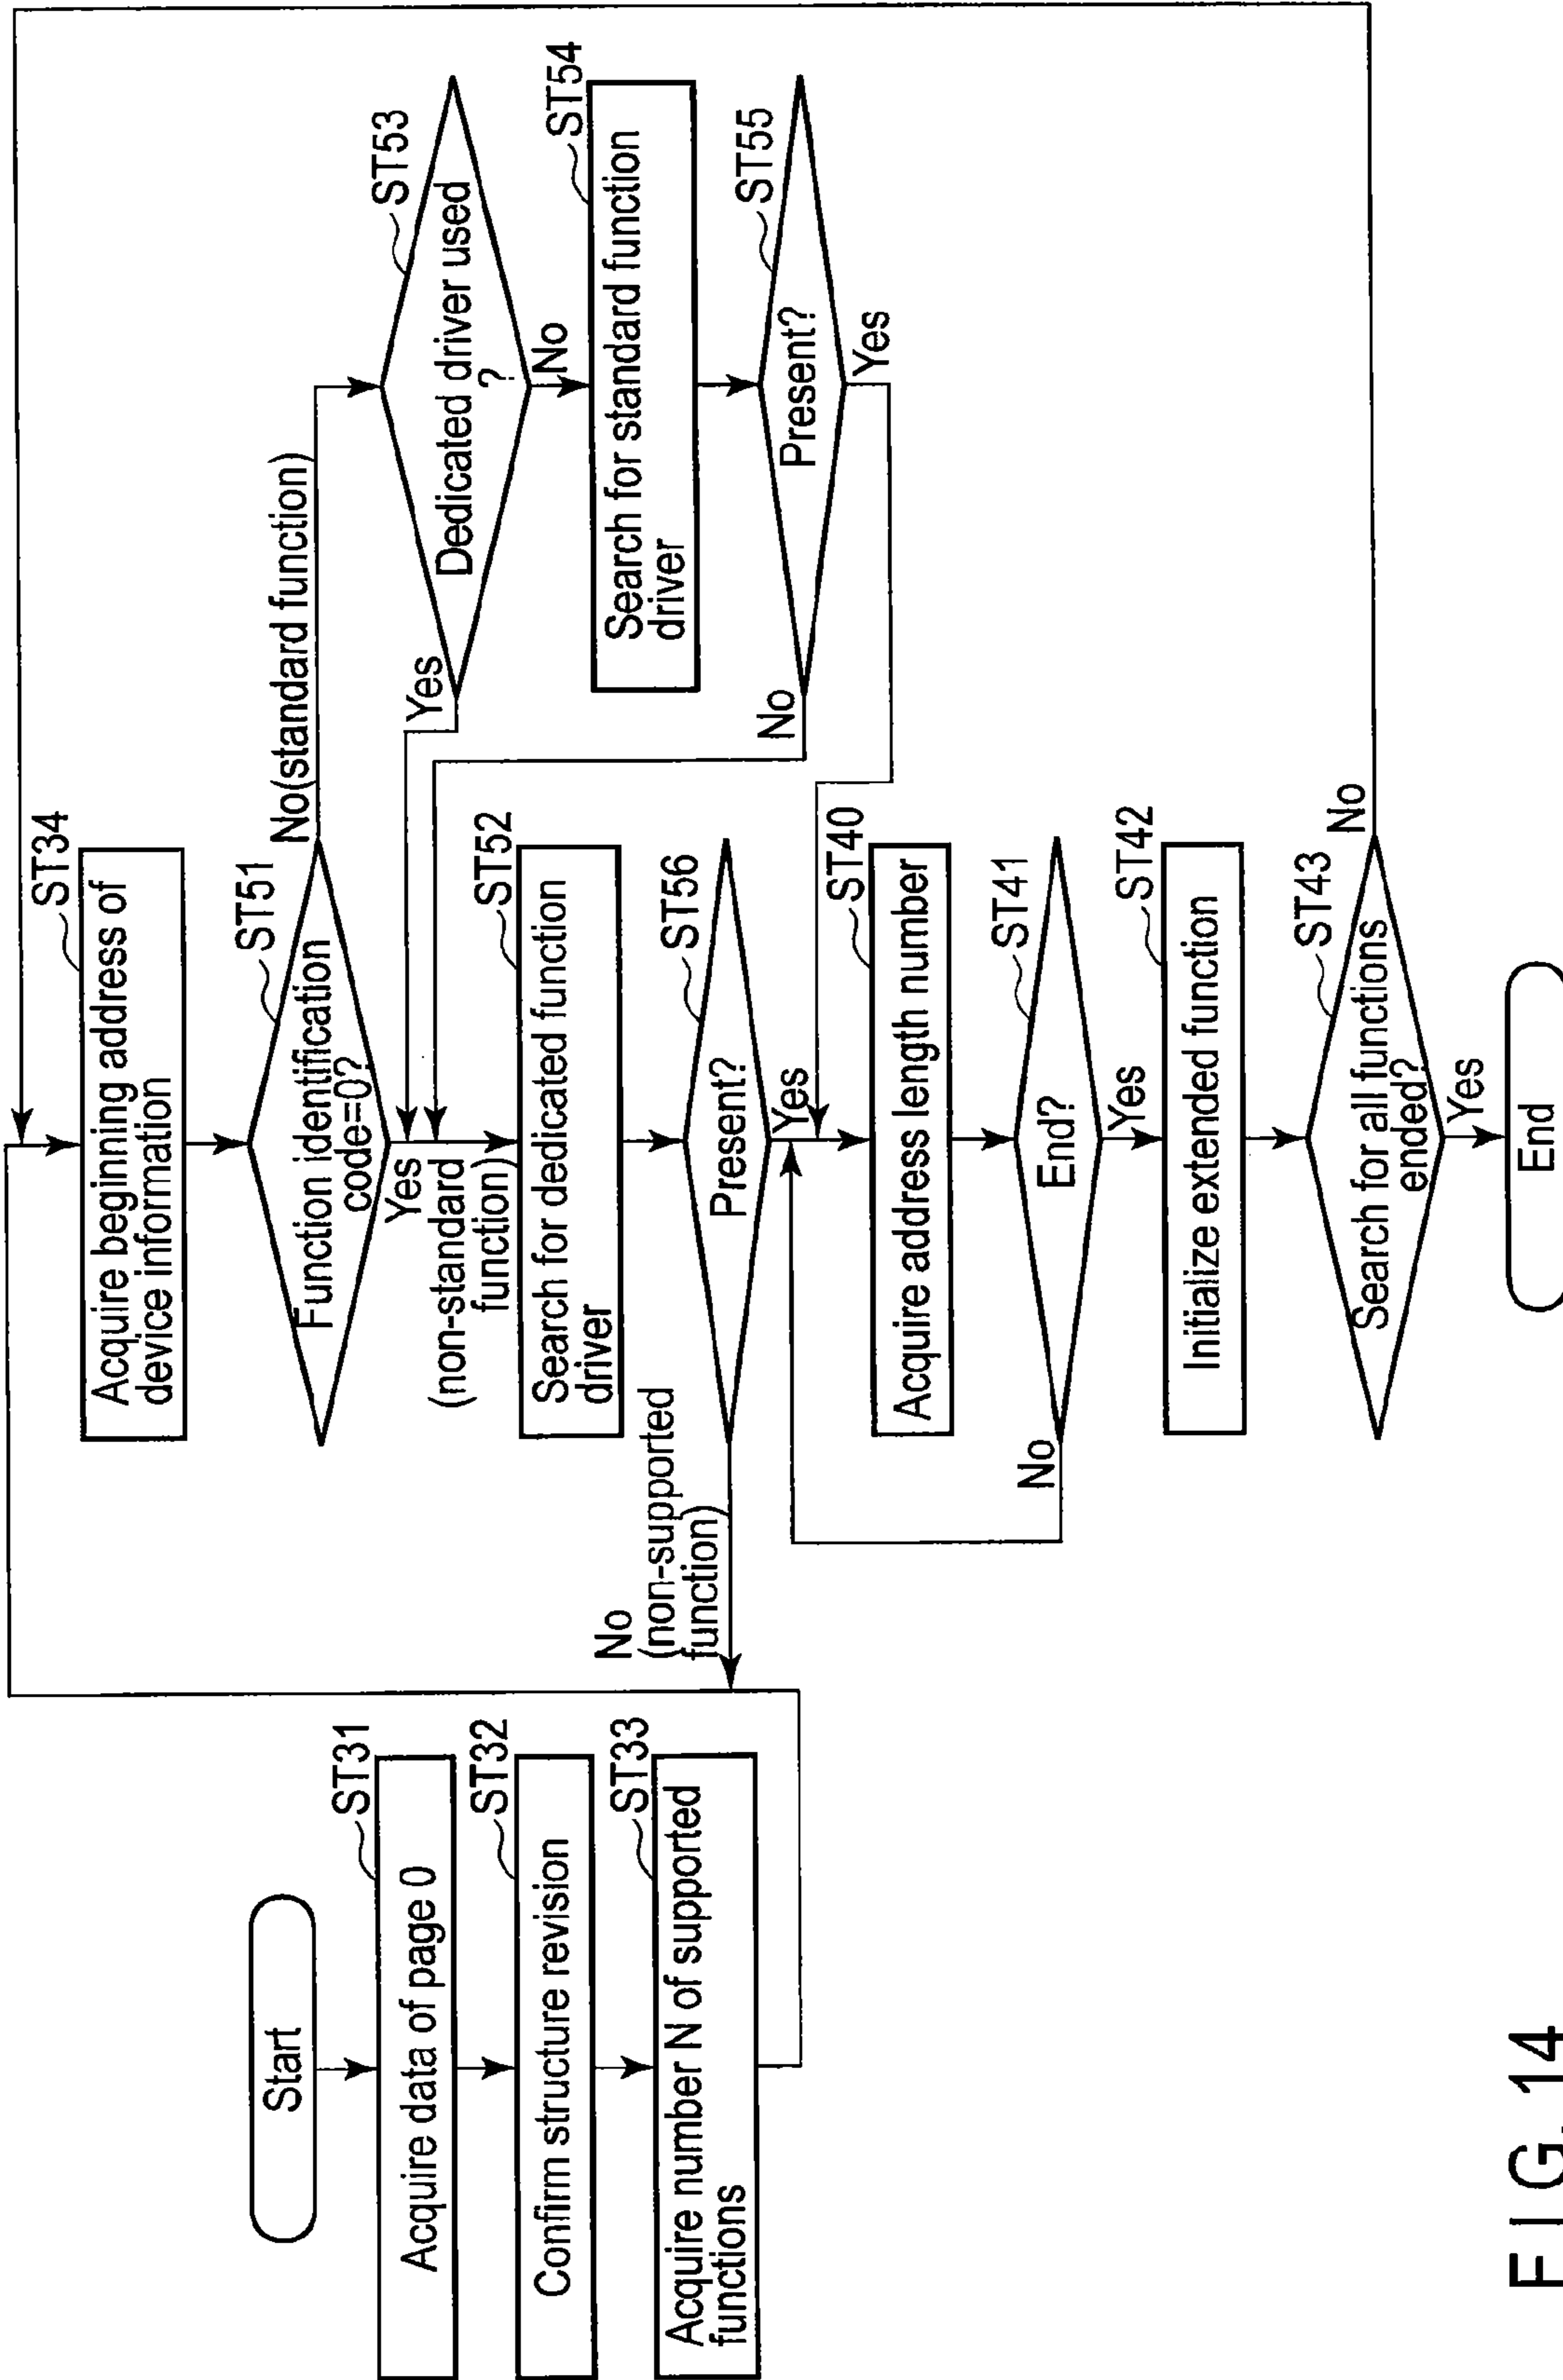 Start
ST31
Acquire data of page 0
ST32
Confirm structure revision
ST33
Acquire number N of supported
functions
ST34
Acquire beginning address of
device information
ST51
Function identification
code=0?
No(standard function)
Yes
(non-standard
function)
ST52
Search for dedicated function
driver
ST56
Present?
No
(non-supported
function)
Yes
ST40
Acquire address length number
ST41
End?
No
Yes
ST42
Initialize extended function
ST43
Search for all functions
ended?
No
Yes
End
ST53
Dedicated driver used
?
Yes
No
ST54
Search for standard function
driver
ST55
Present?
No
Yes
FIG. 14